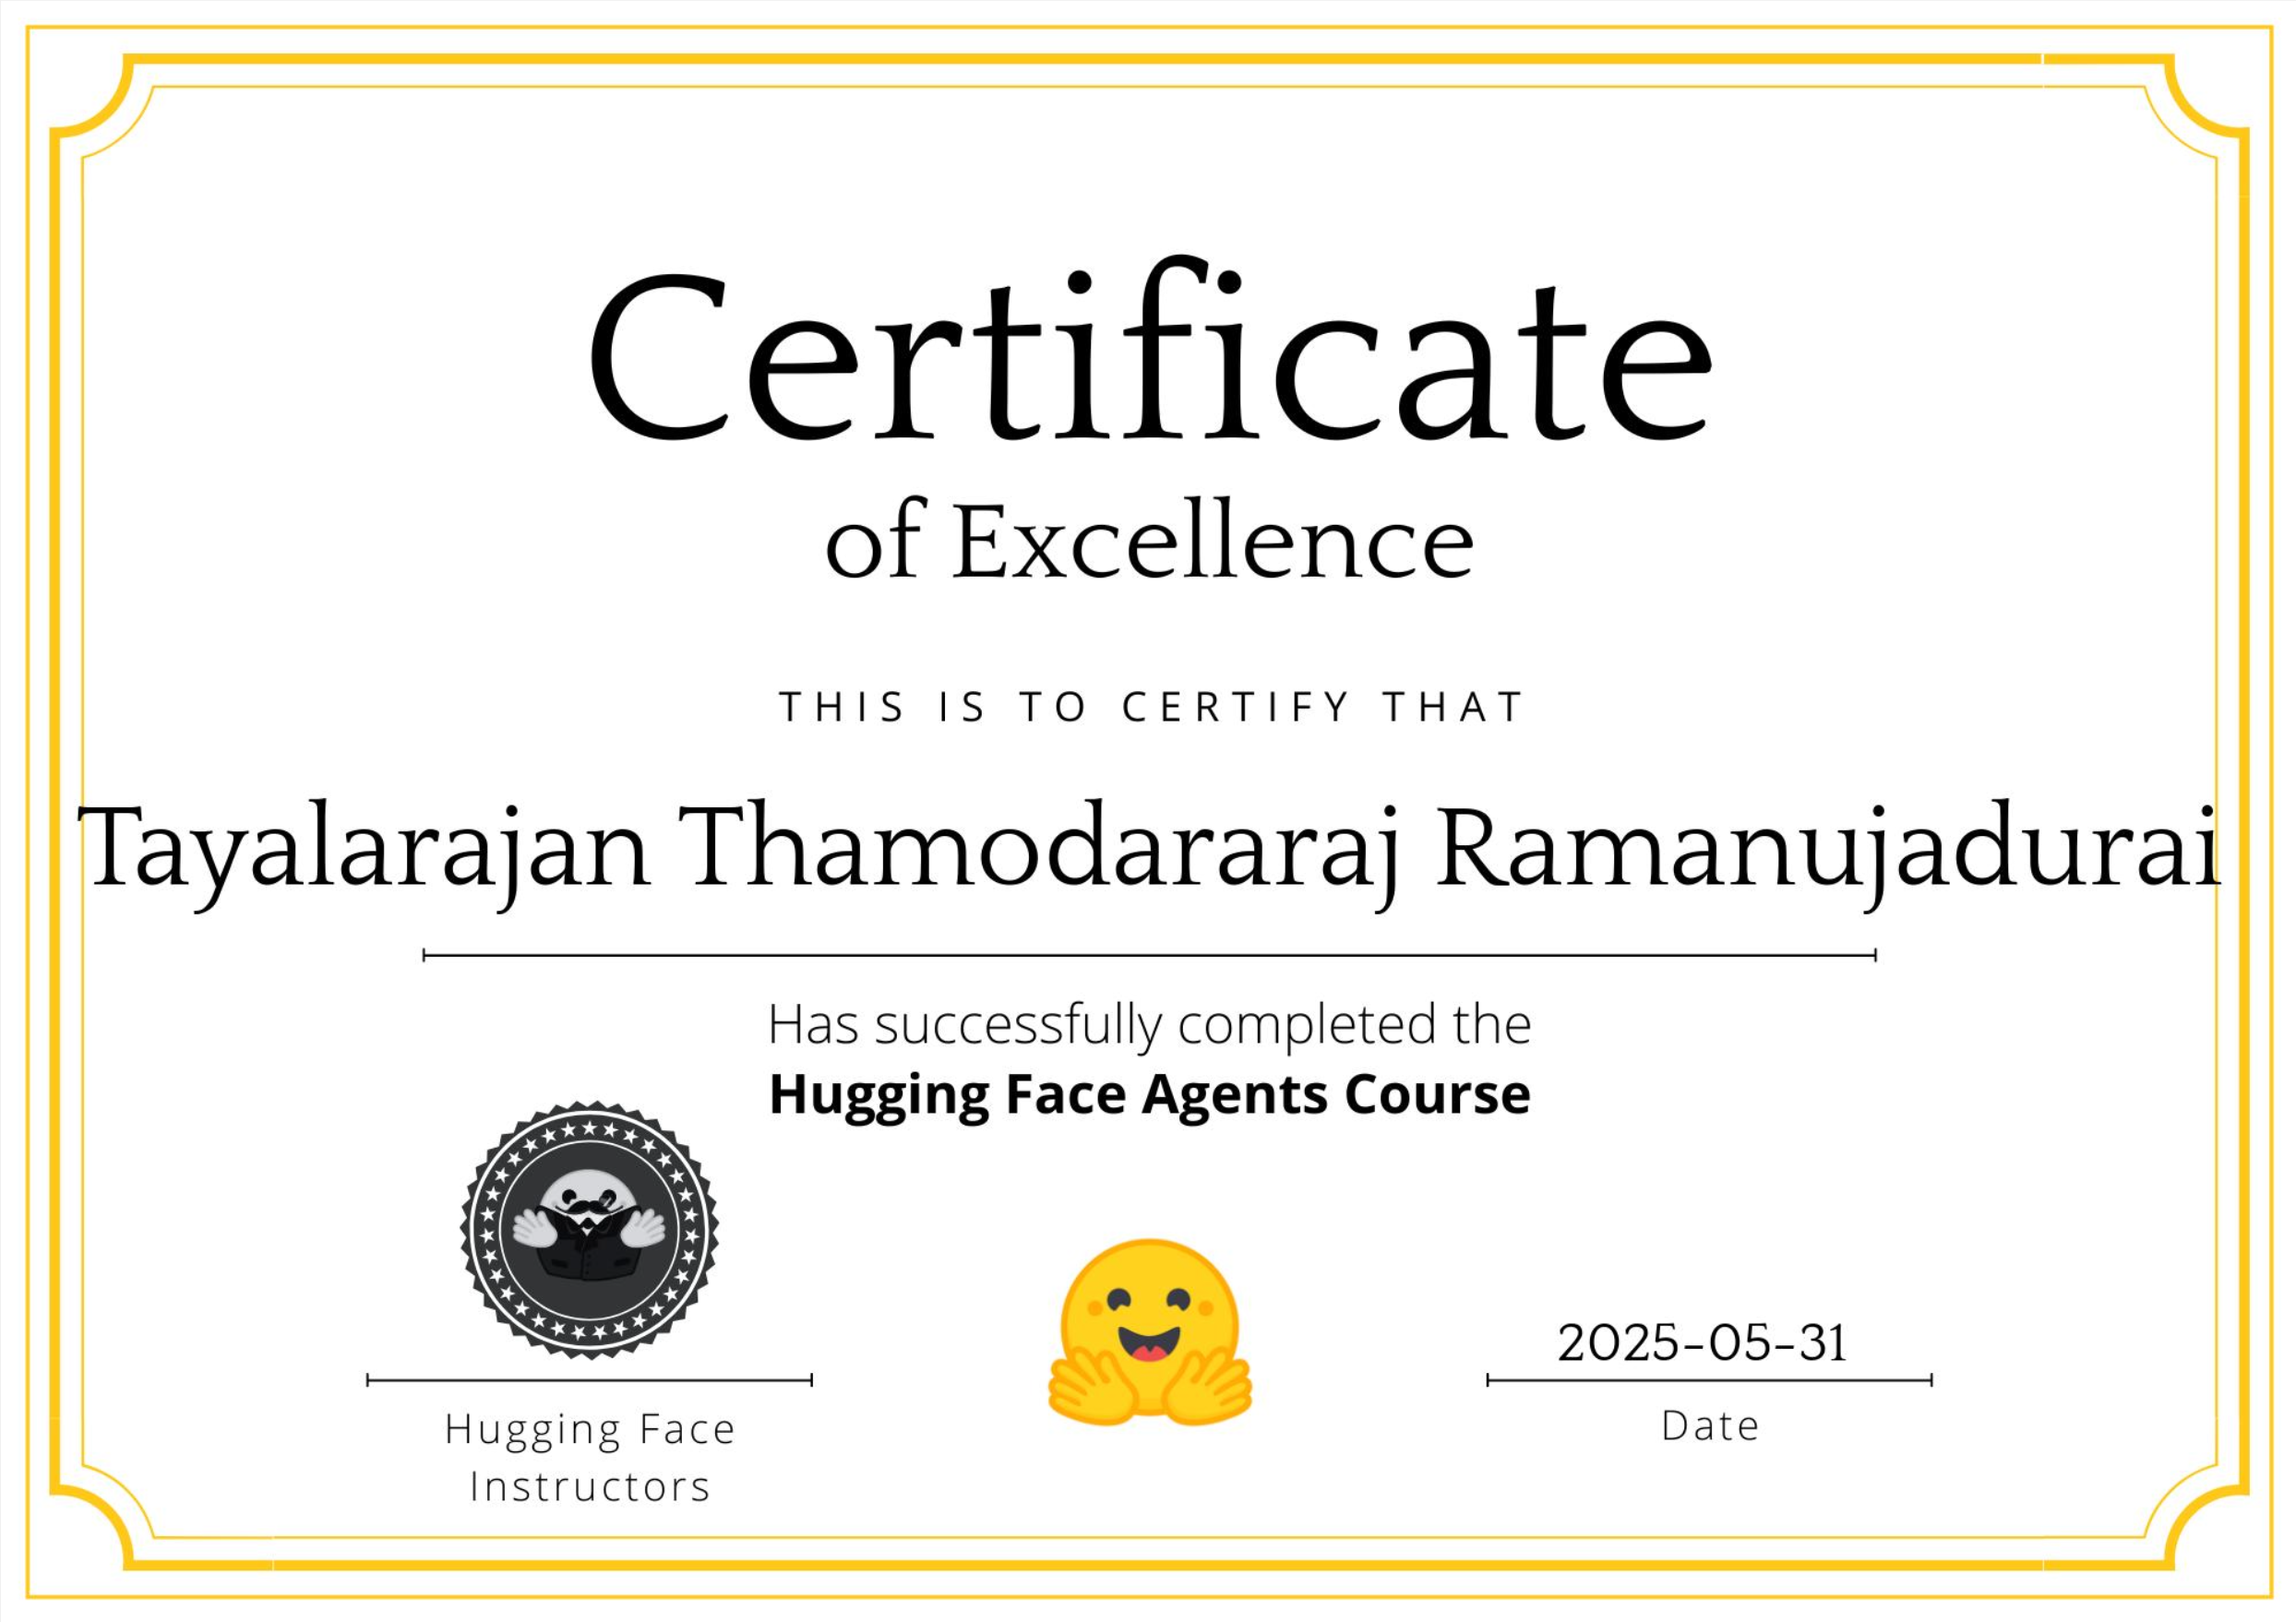 Certificate
of Excellence
THIS IS TO CERTIFY THAT
Tayalarajan Thamodararaj Ramanujadurai
Has successfully completed the
Hugging Face Agents Course
2025-05-31
Hugging Face
Instructors
Date